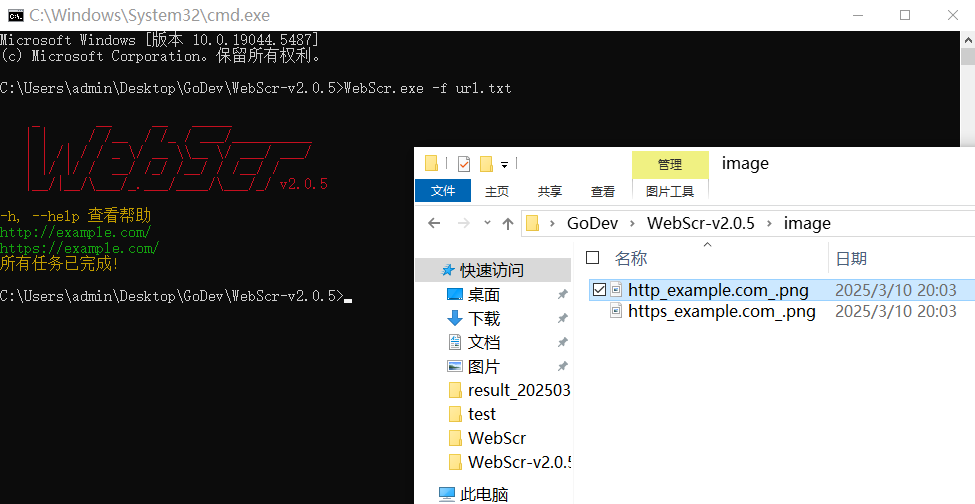 C:\Windows\System32\cmd.exe
Microsoft Windows [版本 10.0.19044.5487]
(c) Microsoft Corporation。保留所有权利。
C:\Users\admin\Desktop\GoDev\WebScr-v2.0.5>WebScr.exe -f url.txt
WebScr v2.0.5
-h, --help 查看帮助
http://example.com/
https://example.com/
所有任务已完成!
C:\Users\admin\Desktop\GoDev\WebScr-v2.0.5>
管理
image
文件 主页 共享 查看 图片工具
GoDev › WebScr-v2.0.5 › image
名称 日期
快速访问
桌面
下载
文档
图片
result_202503
test
WebScr
WebScr-v2.0.5
此电脑
http_example.com_.png 2025/3/10 20:03
https_example.com_.png 2025/3/10 20:03